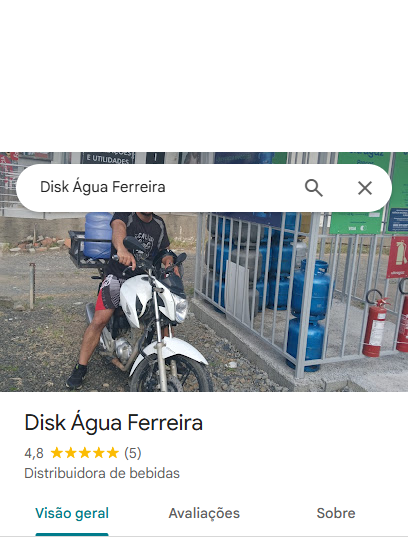 E UTILIDADES
Disk Água Ferreira
Disk Água Ferreira
4,8 (5)
Distribuidora de bebidas
Visão geral
Avaliações
Sobre